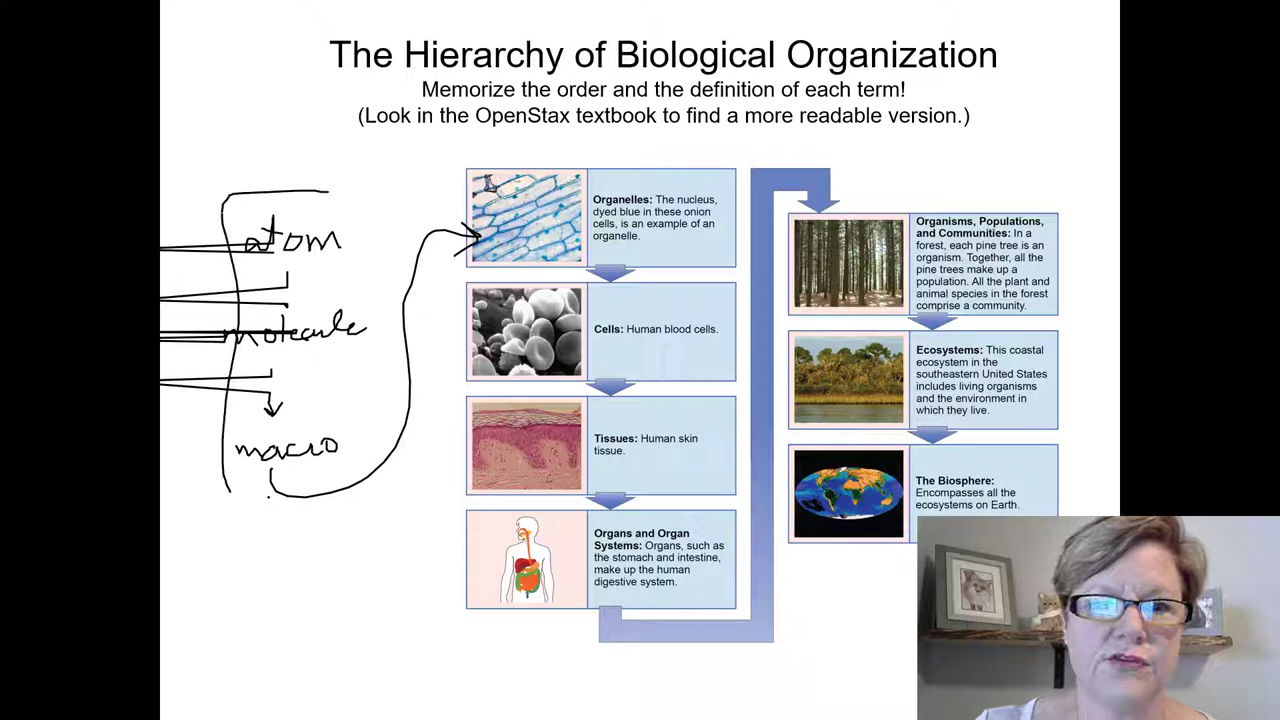 The Hierarchy of Biological Organization
Memorize the order and the definition of each term!
(Look in the OpenStax textbook to find a more readable version.)
atom
molecule
macro
Organelles: The nucleus,
dyed blue in these onion
cells, is an example of an
organelle.
Cells: Human blood cells.
Tissues: Human skin
tissue.
Organs and Organ
Systems: Organs, such as
the stomach and intestine,
make up the human
digestive system.
Organisms, Populations,
and Communities: In a
forest, each pine tree is an
organism. Together, all the
pine trees make up a
population. All the plant and
animal species in the forest
comprise a community.
Ecosystems: This coastal
ecosystem in the
southeastern United States
includes living organisms
and the environment in
which they live.
The Biosphere:
Encompasses all the
ecosystems on Earth.